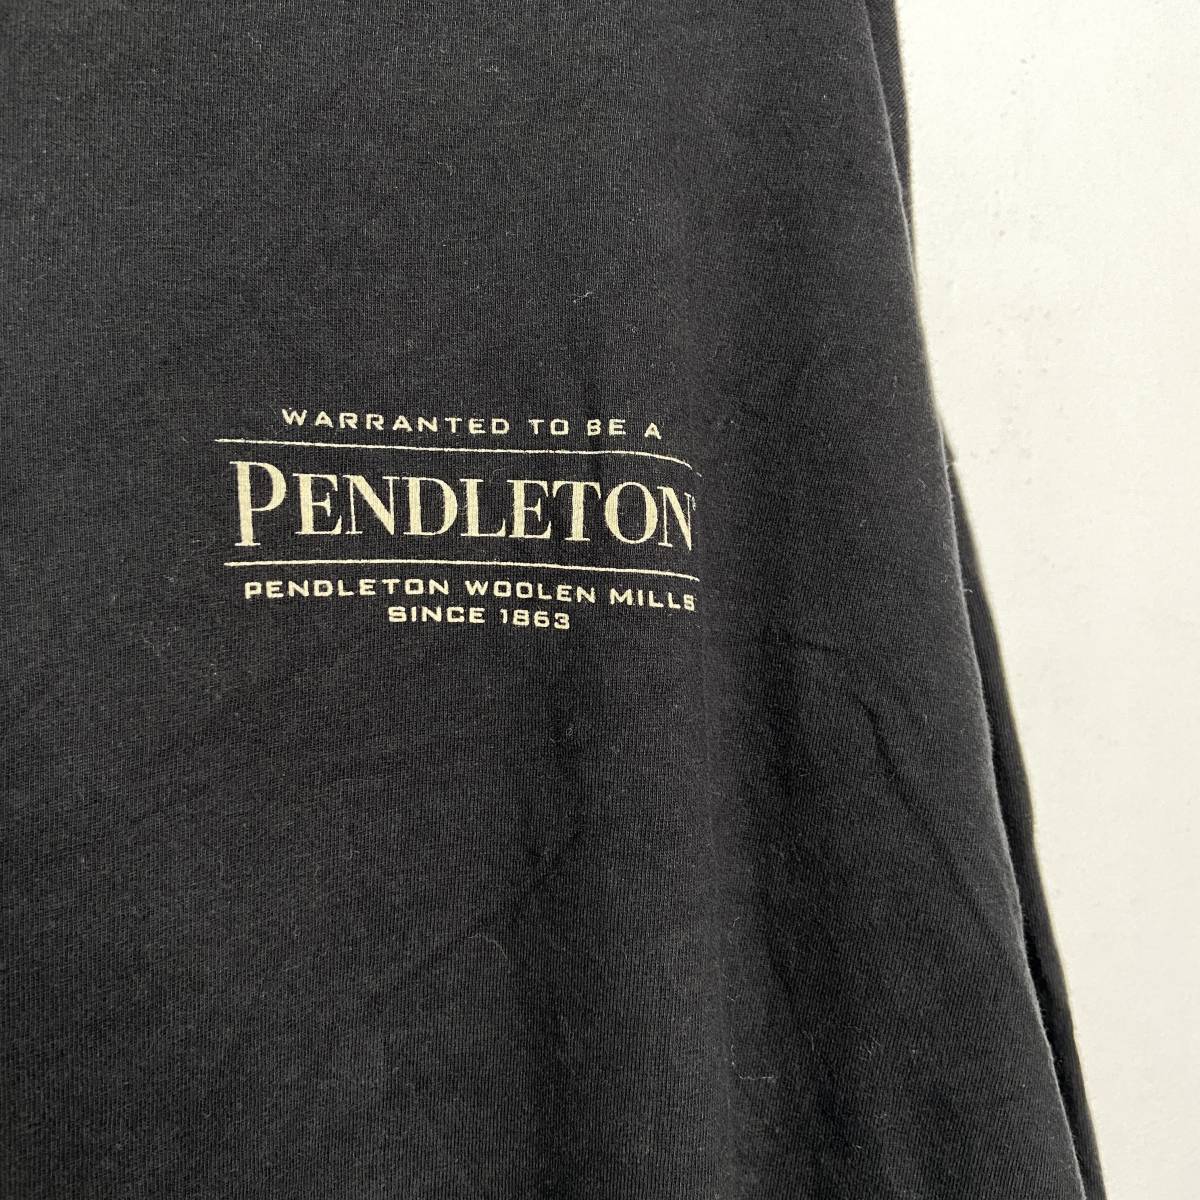 WARRANTED TO BE A
PENDLETON
PENDLETON WOOLEN MILLS
SINCE 1863